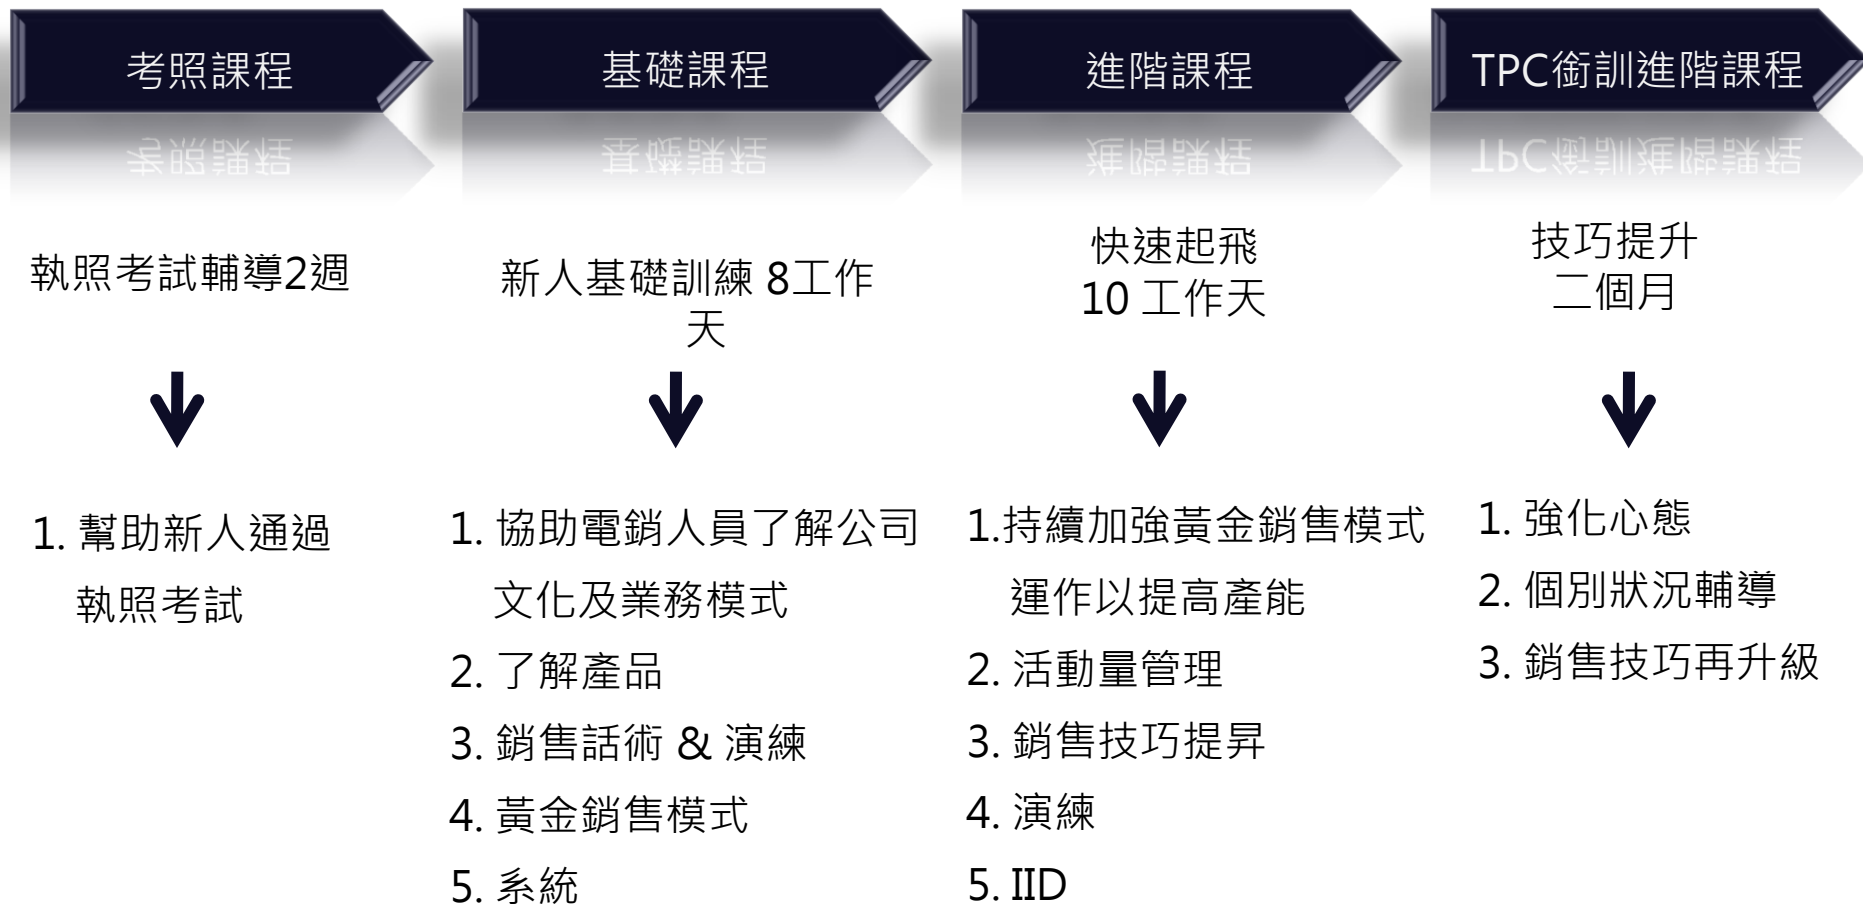 考照課程
執照考試輔導2週
1. 幫助新人通過
執照考試
基礎課程
新人基礎訓練 8工作
天
1. 協助電銷人員了解公司
文化及業務模式
2. 了解產品
3. 銷售話術 & 演練
4. 黃金銷售模式
5. 系統
進階課程
快速起飛
10 工作天
1.持續加強黃金銷售模式
運作以提高產能
2. 活動量管理
3. 銷售技巧提昇
4. 演練
5. IID
TPC銜訓進階課程
技巧提升
二個月
1. 強化心態
2. 個別狀況輔導
3. 銷售技巧再升級